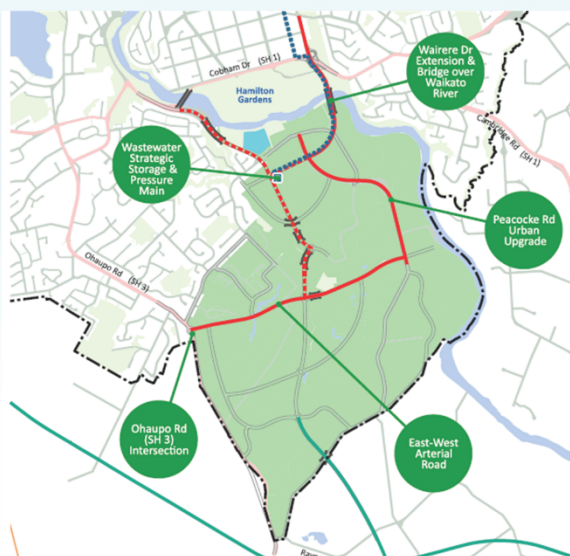 Cobham Dr (SH 1)
Hamilton
Gardens
Wairere Dr
Extension &
Bridge over
Waikato
River
Cambridge Rd (SH 1)
Wastewater
Strategic
Storage &
Pressure
Main
Peacocke Rd
Urban
Upgrade
Ohaupo Rd (SH 3)
Ohaupo Rd
(SH 3)
Intersection
East-West
Arterial
Road